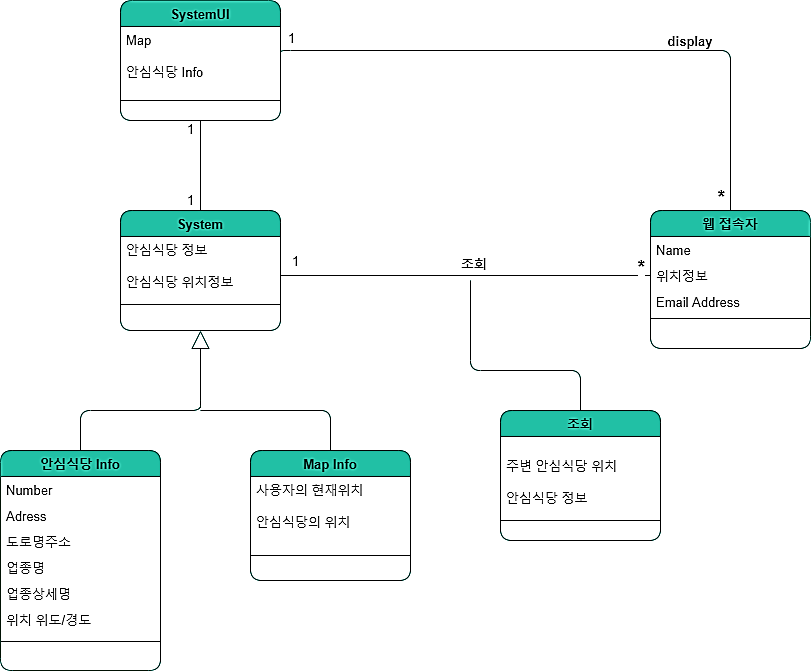 SystemUI
Map
안심식당 Info
1
display
1
1
*
System
안심식당 정보
안심식당 위치정보
1
조회
*
웹 접속자
Name
위치정보
Email Address
안심식당 Info
Number
Adress
도로명주소
업종명
업종상세명
위치 위도/경도
Map Info
사용자의 현재위치
안심식당의 위치
조회
주변 안심식당 위치
안심식당 정보